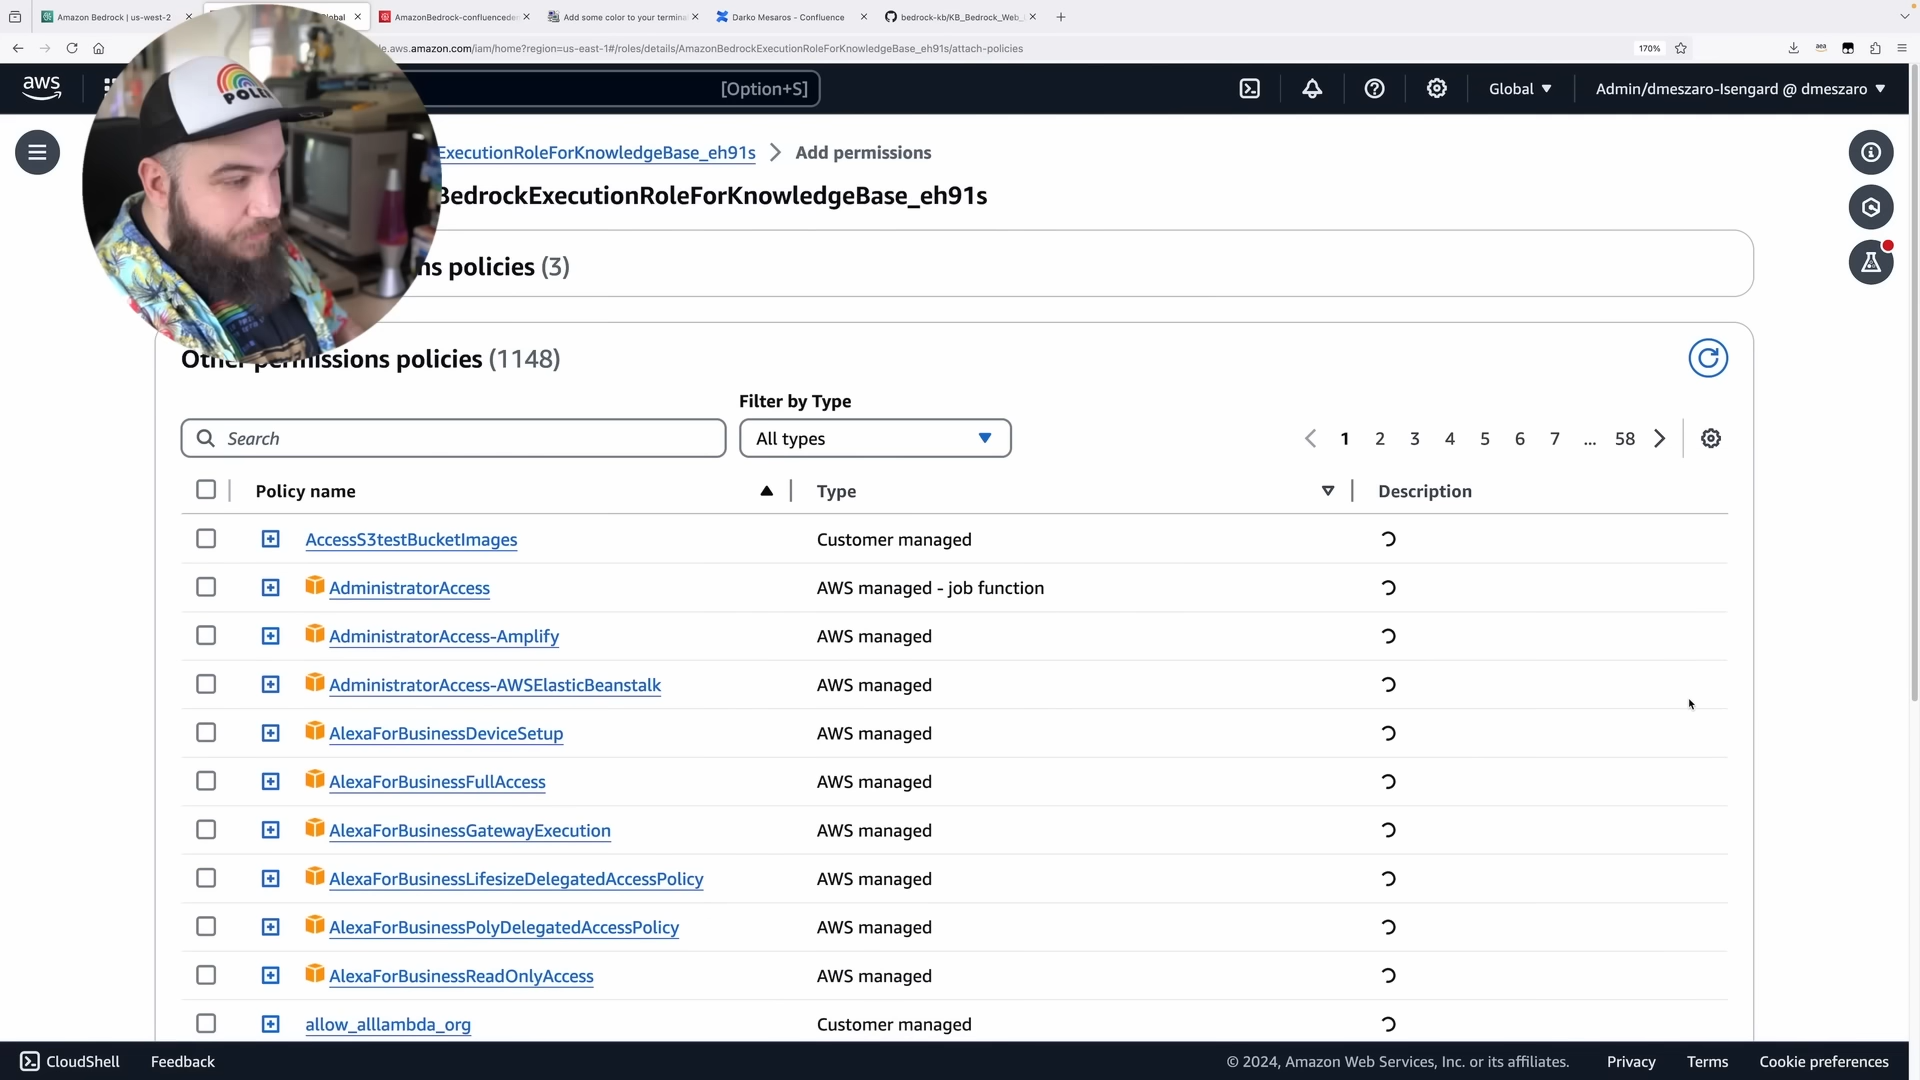 Amazon Bedrock | us-west-2
Global
AmazonBedrock-confluencede
Add some color to your termina
Darko Mesaros - Confluence
bedrock-kb/KB_Bedrock_Web_
.aws.amazon.com/iam/home?region=us-east-1#/roles/details/AmazonBedrockExecutionRoleForKnowledgeBase_eh91s/attach-policies
170%
aws
[Option+S]
Global
Admin/dmeszaro-Isengard @ dmeszaro
ExecutionRoleForKnowledgeBase_eh91s
Add permissions
BedrockExecutionRoleForKnowledgeBase_eh91s
ns policies (3)
Other permissions policies (1148)
Filter by Type
Search
All types
1 2 3 4 5 6 7 ... 58
Policy name
Type
Description
AccessS3testBucketImages
Customer managed
AdministratorAccess
AWS managed - job function
AdministratorAccess-Amplify
AWS managed
AdministratorAccess-AWSElasticBeanstalk
AWS managed
AlexaForBusinessDeviceSetup
AWS managed
AlexaForBusinessFullAccess
AWS managed
AlexaForBusinessGatewayExecution
AWS managed
AlexaForBusinessLifesizeDelegatedAccessPolicy
AWS managed
AlexaForBusinessPolyDelegatedAccessPolicy
AWS managed
AlexaForBusinessReadOnlyAccess
AWS managed
allow_alllambda_org
Customer managed
CloudShell
Feedback
© 2024, Amazon Web Services, Inc. or its affiliates.
Privacy
Terms
Cookie preferences